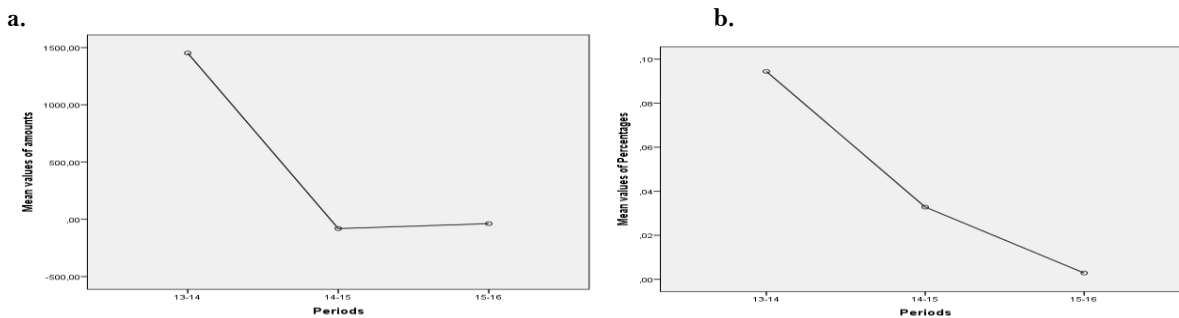 a.
1500,00
1000,00
500,00
,00
-500,00
Mean values of amounts
13-14
14-15
15-16
Periods
b.
,10
,08
,06
,04
,02
,00
Mean values of Percentages
13-14
14-15
15-16
Periods